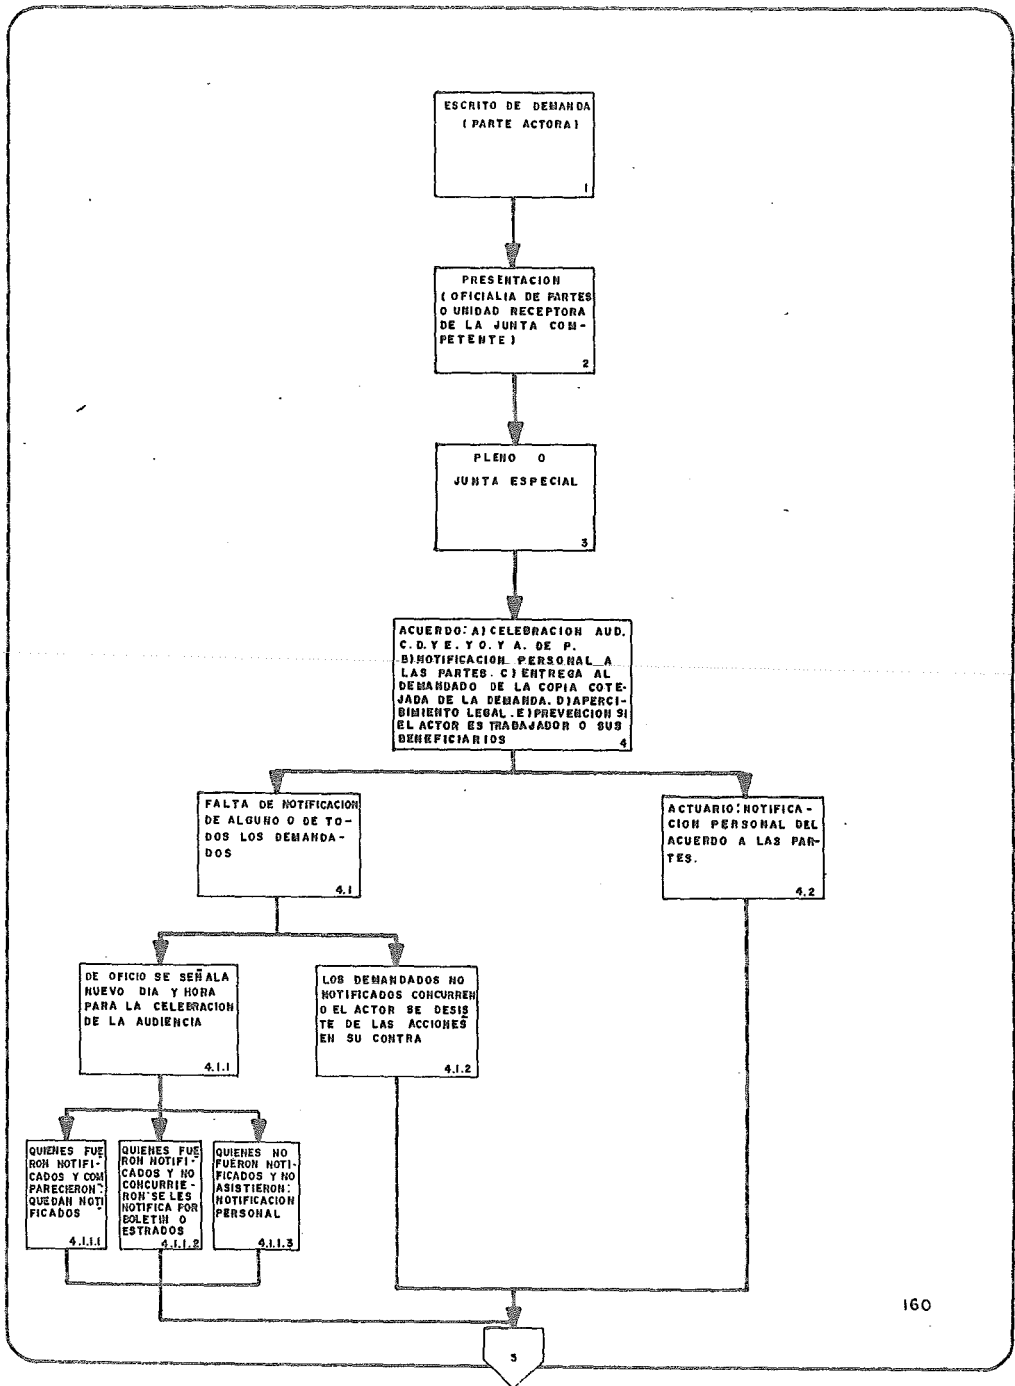 ESCRITO DE DEMANDA
(PARTE ACTORA)
1
PRESENTACION
(OFICIALIA DE PARTES
O UNIDAD RECEPTORA
DE LA JUNTA COM-
PETENTE)
2
PLENO O
JUNTA ESPECIAL
3
ACUERDO: A) CELEBRACION AUD.
C. D. Y E. Y O. Y A. DE P.
B) NOTIFICACION PERSONAL A
LAS PARTES. C) ENTREGA AL
DEMANDADO DE LA COPIA COTE-
JADA DE LA DEMANDA. D) APERCI-
BIMIENTO LEGAL. E) PREVENCION SI
EL ACTOR ES TRABAJADOR O SUS
BENEFICIARIOS
4
FALTA DE NOTIFICACION
DE ALGUNO O DE TO-
DOS LOS DEMANDA-
DOS
4.1
ACTUARIO: NOTIFICA-
CION PERSONAL DEL
ACUERDO A LAS PAR-
TES.
4.2
DE OFICIO SE SEÑALA
NUEVO DIA Y HORA
PARA LA CELEBRACION
DE LA AUDIENCIA
4.1.1
LOS DEMANDADOS NO
NOTIFICADOS CONCURREN
O EL ACTOR SE DESIS
TE DE LAS ACCIONES
EN SU CONTRA
4.1.2
QUIENES FUE
RON NOTIFI-
CADOS Y COM
PARECIERON:
QUEDAN NOTI
FICADOS
4.1.1.1
QUIENES FUE
RON NOTIFI-
CADOS Y NO
CONCURRIE-
RON: SE LES
NOTIFICA POR
BOLETIN O
ESTRADOS
4.1.1.2
QUIENES NO
FUERON NOTI-
FICADOS Y NO
ASISTIERON:
NOTIFICACION
PERSONAL
4.1.1.3
160
5